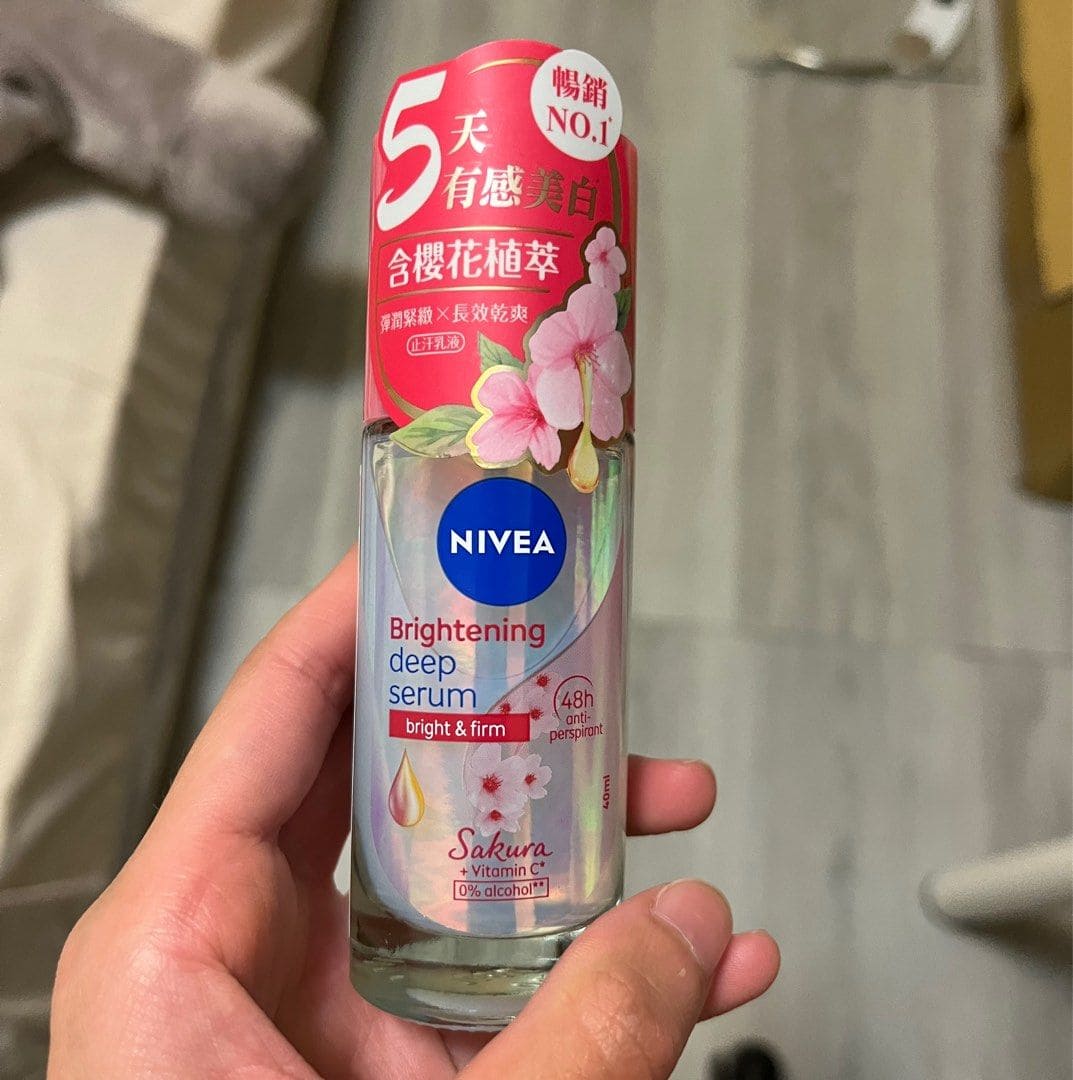 暢銷
NO.1*
5天
有感美白
含櫻花植萃
彈潤緊緻×長效乾爽
止汗乳液
NIVEA
Brightening
deep
serum
bright & firm
48h
anti-
perspirant
40ml
Sakura
+ Vitamin C*
0% alcohol**